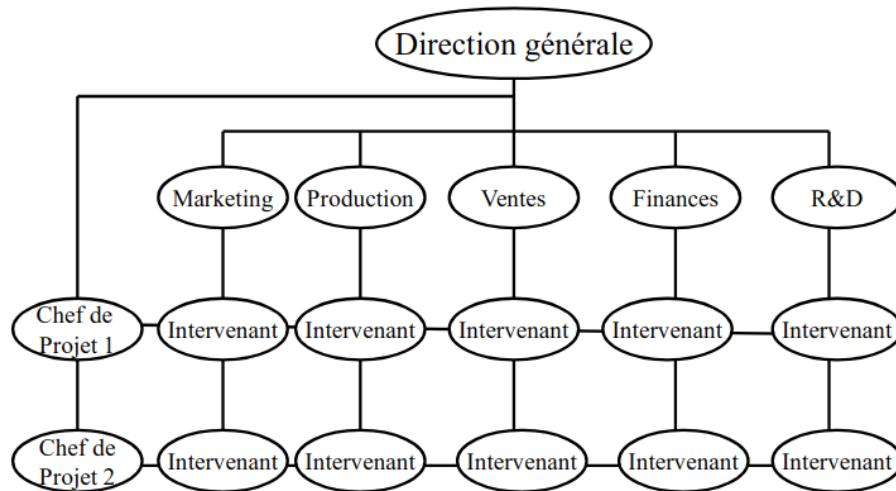 Direction générale
Marketing
Production
Ventes
Finances
R&D
Chef de
Projet 1
Intervenant
Intervenant
Intervenant
Intervenant
Intervenant
Chef de
Projet 2
Intervenant
Intervenant
Intervenant
Intervenant
Intervenant